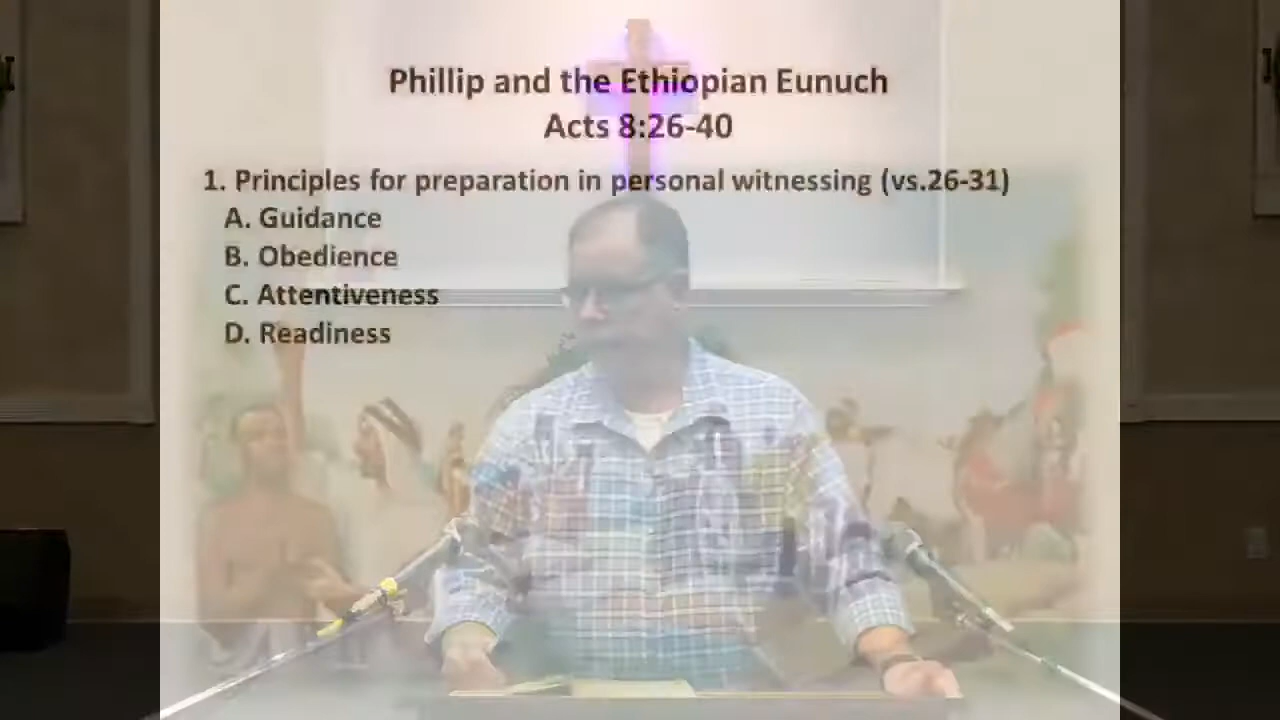 Phillip and the Ethiopian Eunuch
Acts 8:26-40
1. Principles for preparation in personal witnessing (vs.26-31)
A. Guidance
B. Obedience
C. Attentiveness
D. Readiness